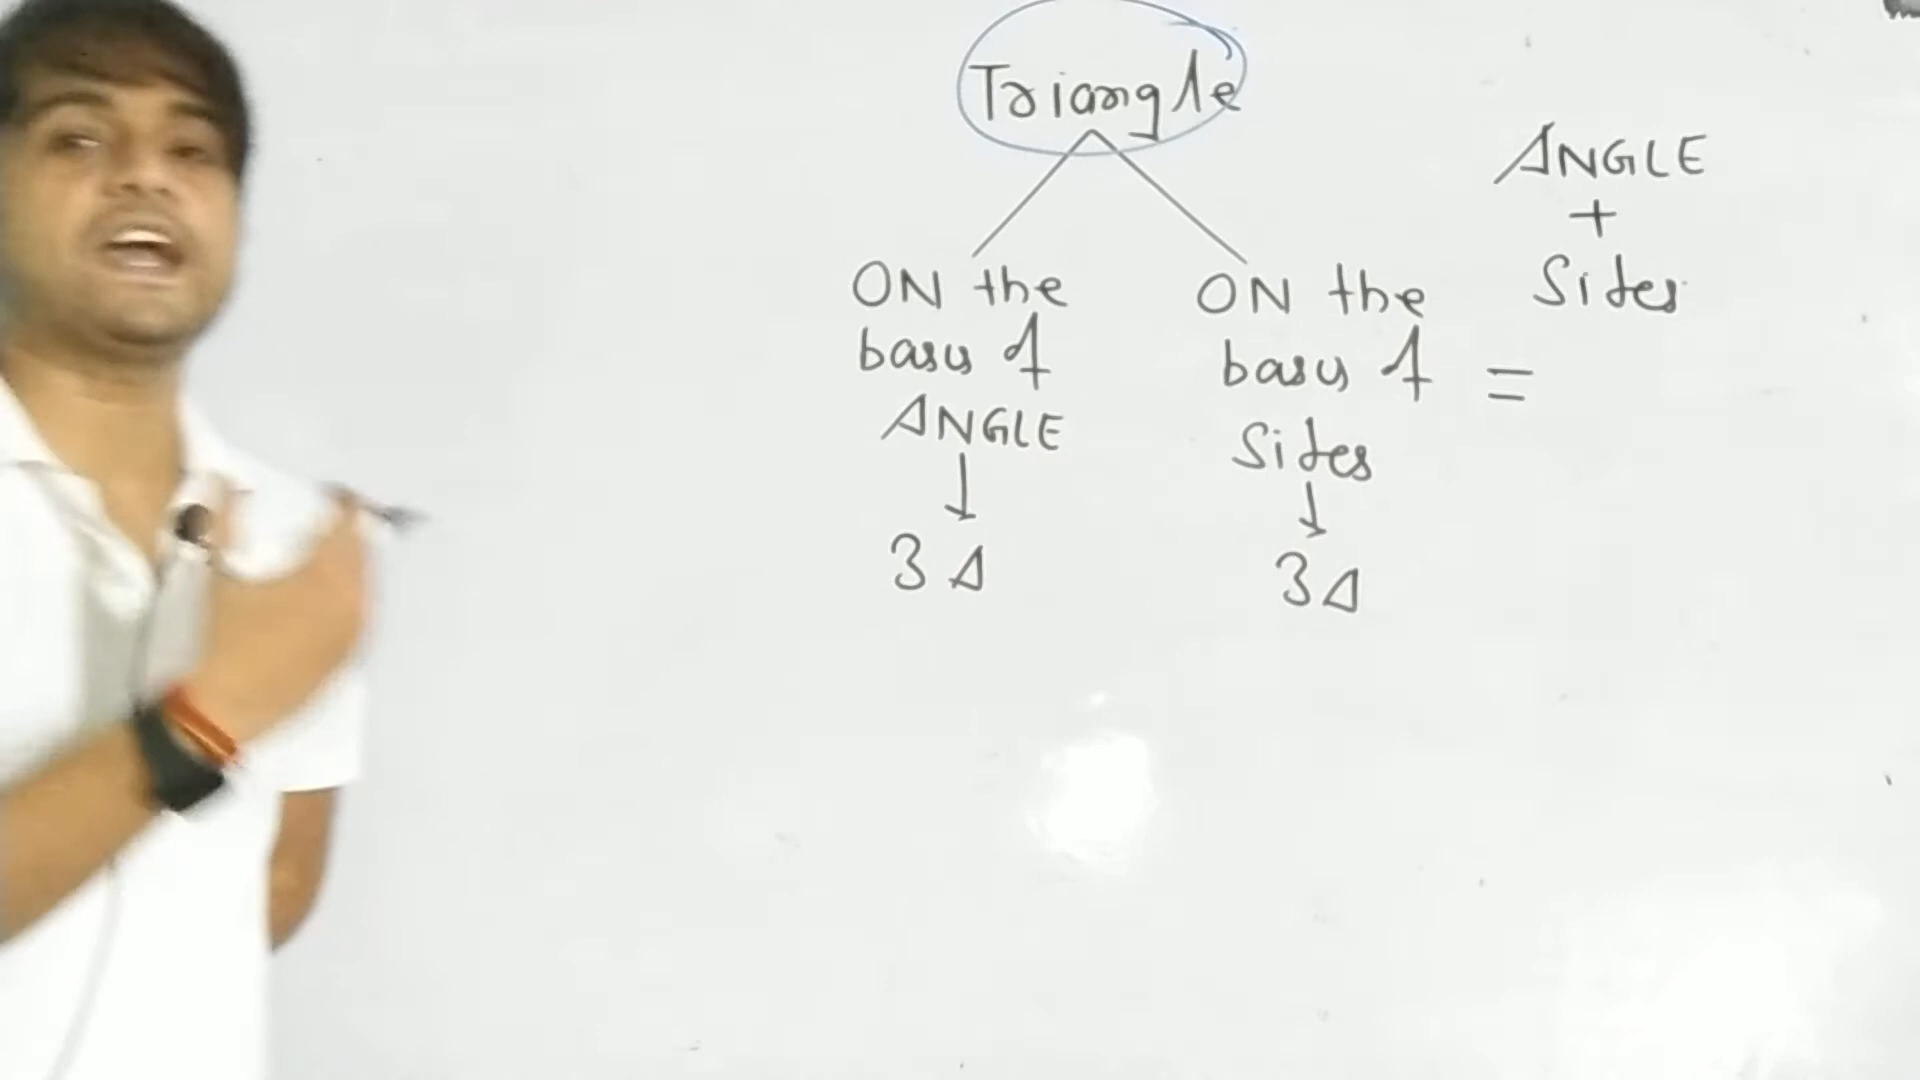 Triangle
ON the
basis of
ANGLE
↓
3 Δ
ON the
basis of =
Sides
↓
3 Δ
ANGLE
+
Sides